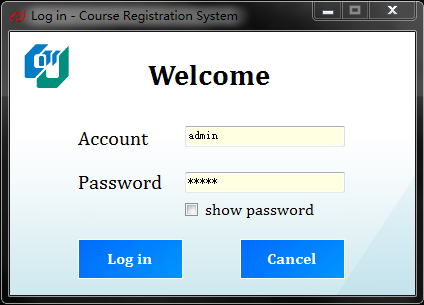 Log in - Course Registration System
Welcome
Account admin
Password *****
show password
Log in Cancel